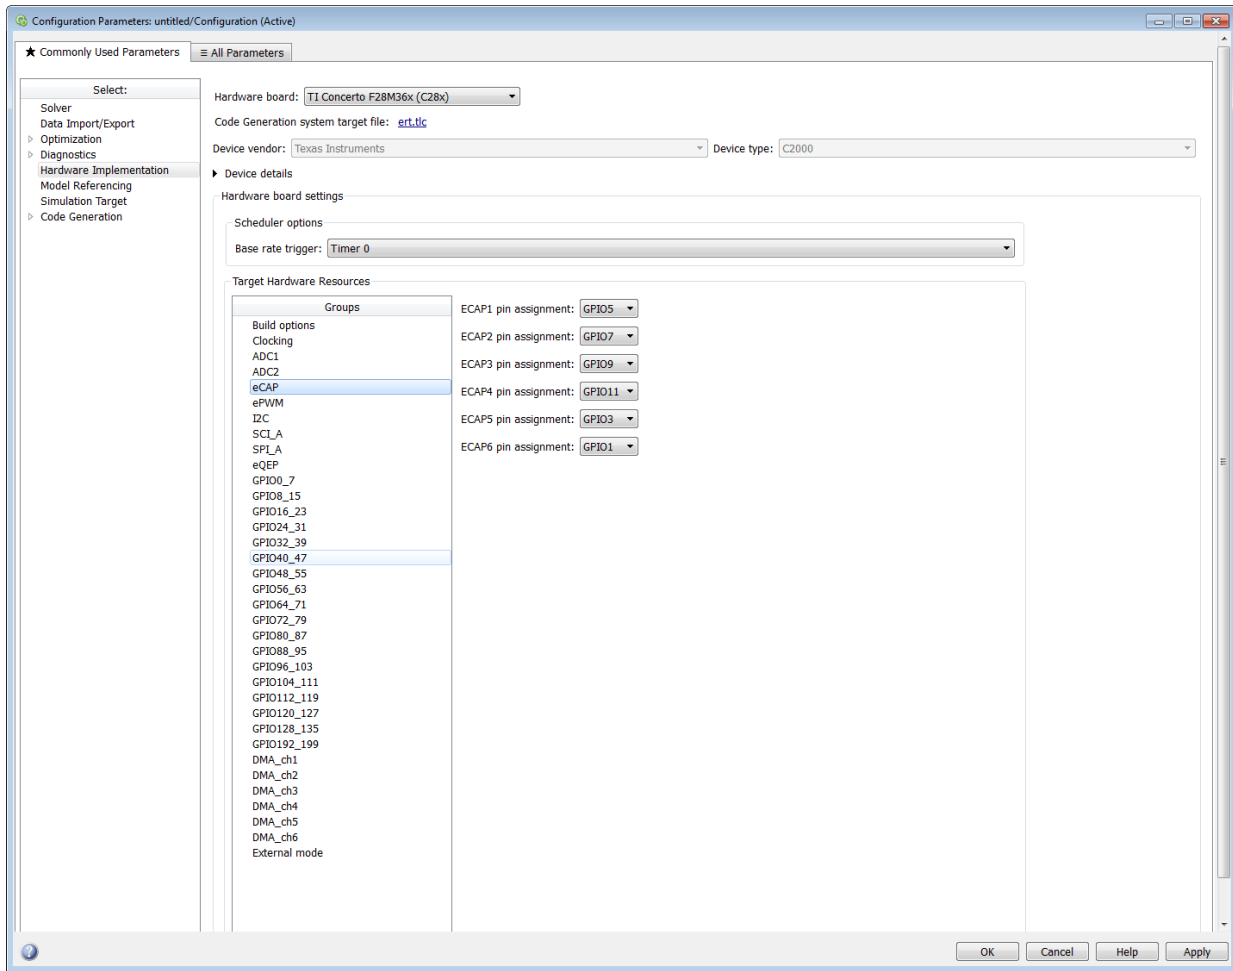 Configuration Parameters: untitled/Configuration (Active)
★ Commonly Used Parameters
≡ All Parameters
Select:
Solver
Data Import/Export
Optimization
Diagnostics
Hardware Implementation
Model Referencing
Simulation Target
Code Generation
Hardware board: TI Concerto F28M36x (C28x)
Code Generation system target file: ert.tlc
Device vendor: Texas Instruments Device type: C2000
Device details
Hardware board settings
Scheduler options
Base rate trigger: Timer 0
Target Hardware Resources
Groups
Build options
Clocking
ADC1
ADC2
eCAP
ePWM
I2C
SCI_A
SPI_A
eQEP
GPIO0_7
GPIO8_15
GPIO16_23
GPIO24_31
GPIO32_39
GPIO40_47
GPIO48_55
GPIO56_63
GPIO64_71
GPIO72_79
GPIO80_87
GPIO88_95
GPIO96_103
GPIO104_111
GPIO112_119
GPIO120_127
GPIO128_135
GPIO192_199
DMA_ch1
DMA_ch2
DMA_ch3
DMA_ch4
DMA_ch5
DMA_ch6
External mode
ECAP1 pin assignment: GPIO5
ECAP2 pin assignment: GPIO7
ECAP3 pin assignment: GPIO9
ECAP4 pin assignment: GPIO11
ECAP5 pin assignment: GPIO3
ECAP6 pin assignment: GPIO1
?
OK Cancel Help Apply